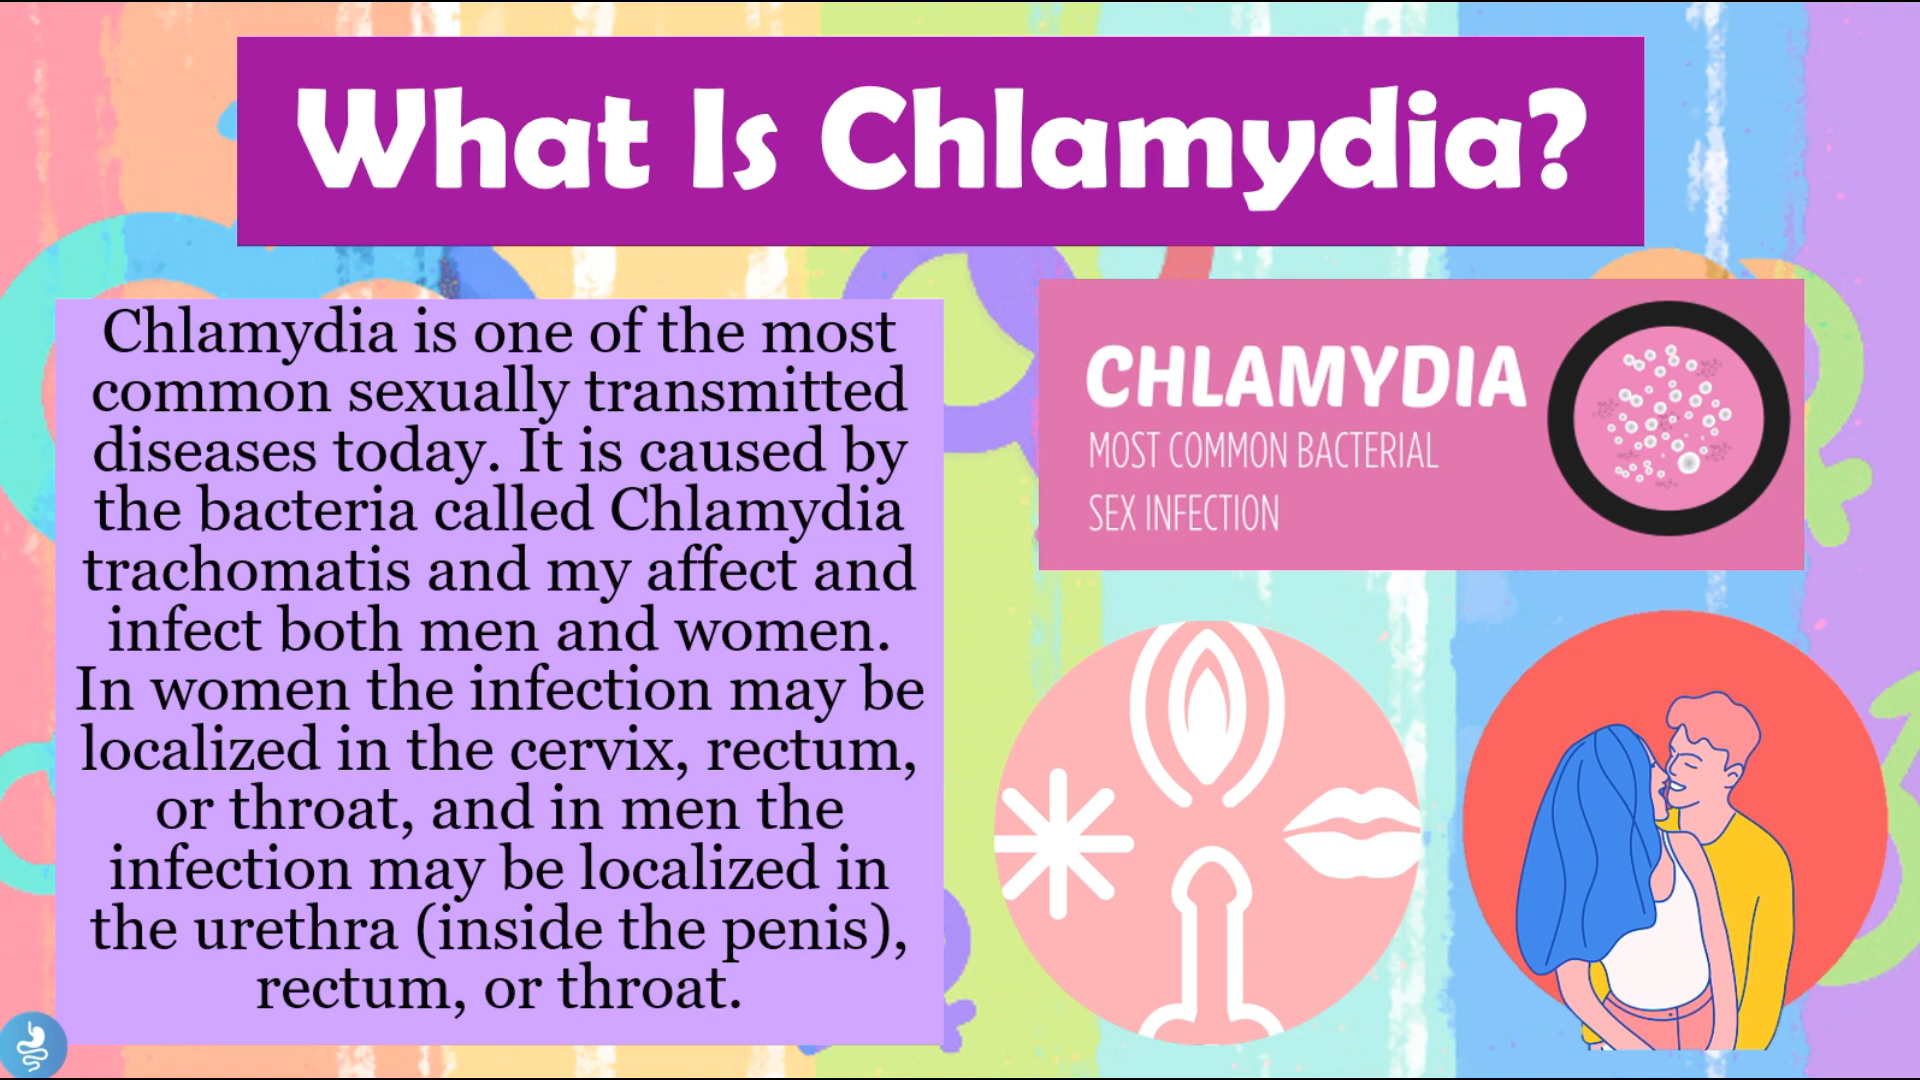 What Is Chlamydia?
Chlamydia is one of the most
common sexually transmitted
diseases today. It is caused by
the bacteria called Chlamydia
trachomatis and my affect and
infect both men and women.
In women the infection may be
localized in the cervix, rectum,
or throat, and in men the
infection may be localized in
the urethra (inside the penis),
rectum, or throat.
CHLAMYDIA
MOST COMMON BACTERIAL
SEX INFECTION